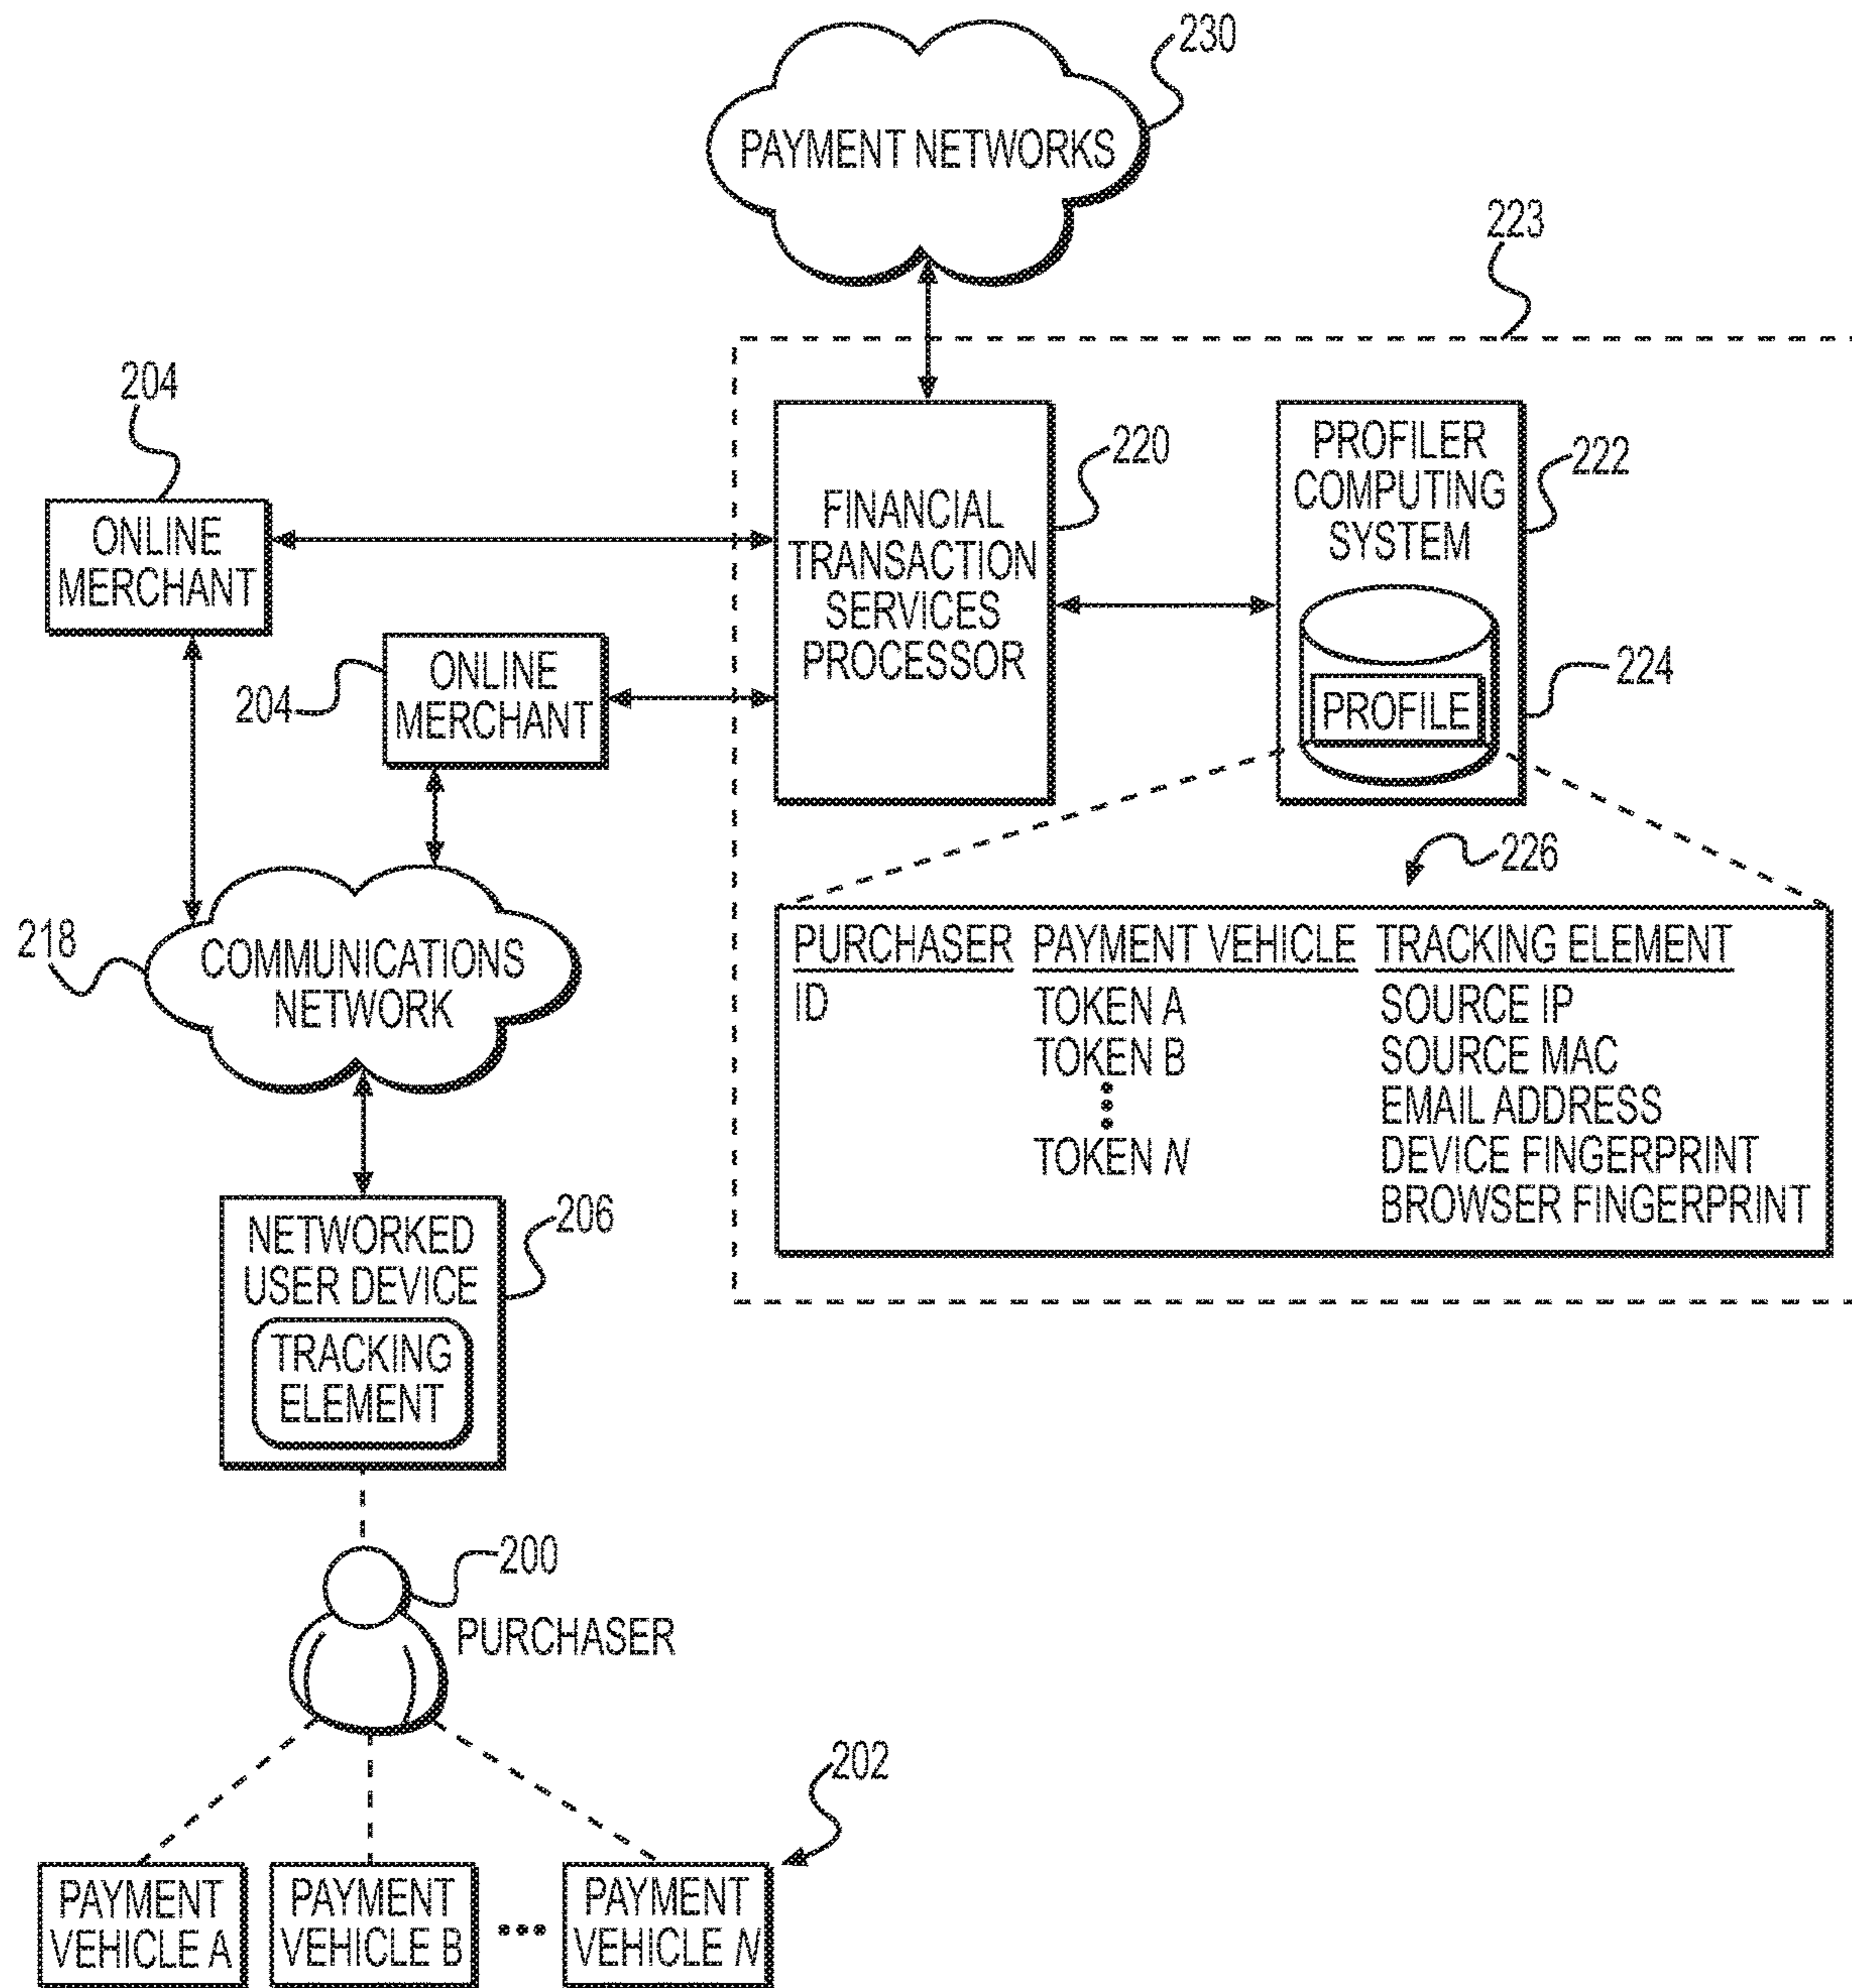 230
PAYMENT NETWORKS
223
204
ONLINE
MERCHANT
220
FINANCIAL
TRANSACTION
SERVICES
PROCESSOR
PROFILER
COMPUTING
SYSTEM
222
224
PROFILE
204
ONLINE
MERCHANT
226
218
COMMUNICATIONS
NETWORK
PURCHASER PAYMENT VEHICLE TRACKING ELEMENT
ID TOKEN A SOURCE IP
TOKEN B SOURCE MAC
EMAIL ADDRESS
TOKEN N DEVICE FINGERPRINT
BROWSER FINGERPRINT
206
NETWORKED
USER DEVICE
TRACKING
ELEMENT
200
PURCHASER
202
PAYMENT
VEHICLE A
PAYMENT
VEHICLE B
PAYMENT
VEHICLE N